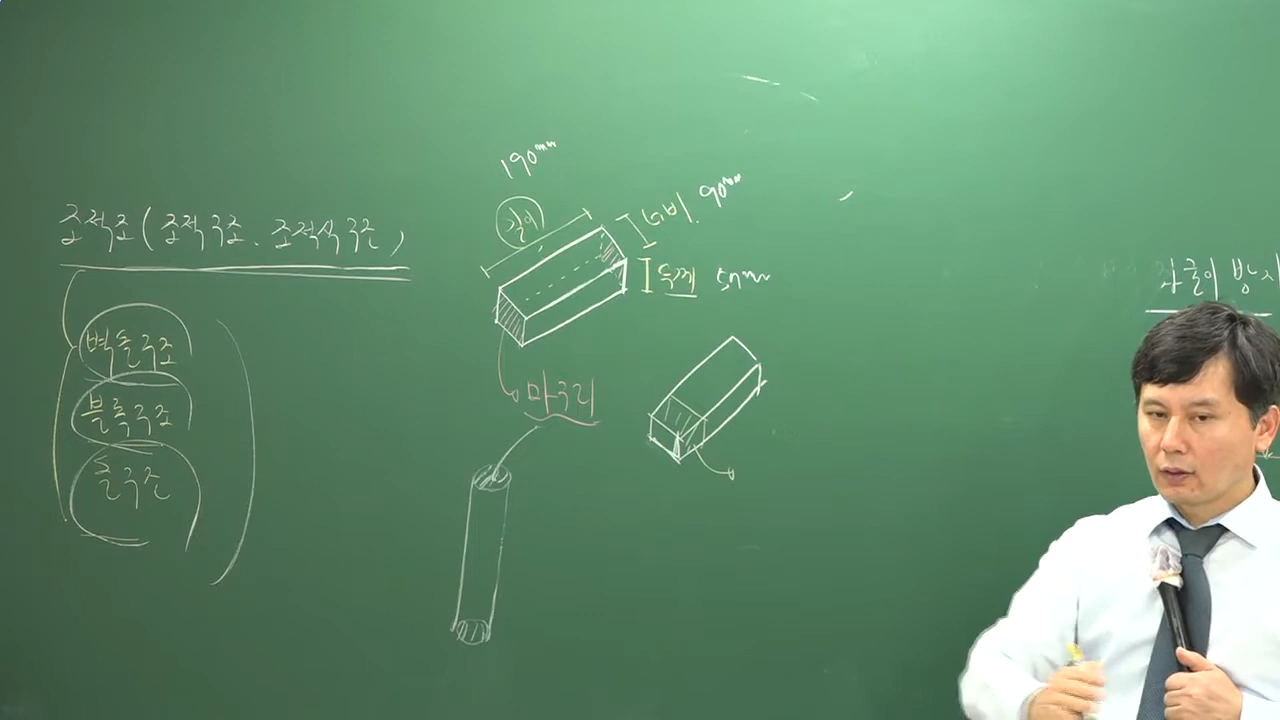 조적조(조적구조, 조적식구조)
벽돌구조
블록구조
돌구조
190mm
길이
너비 90mm
두께 57mm
마구리